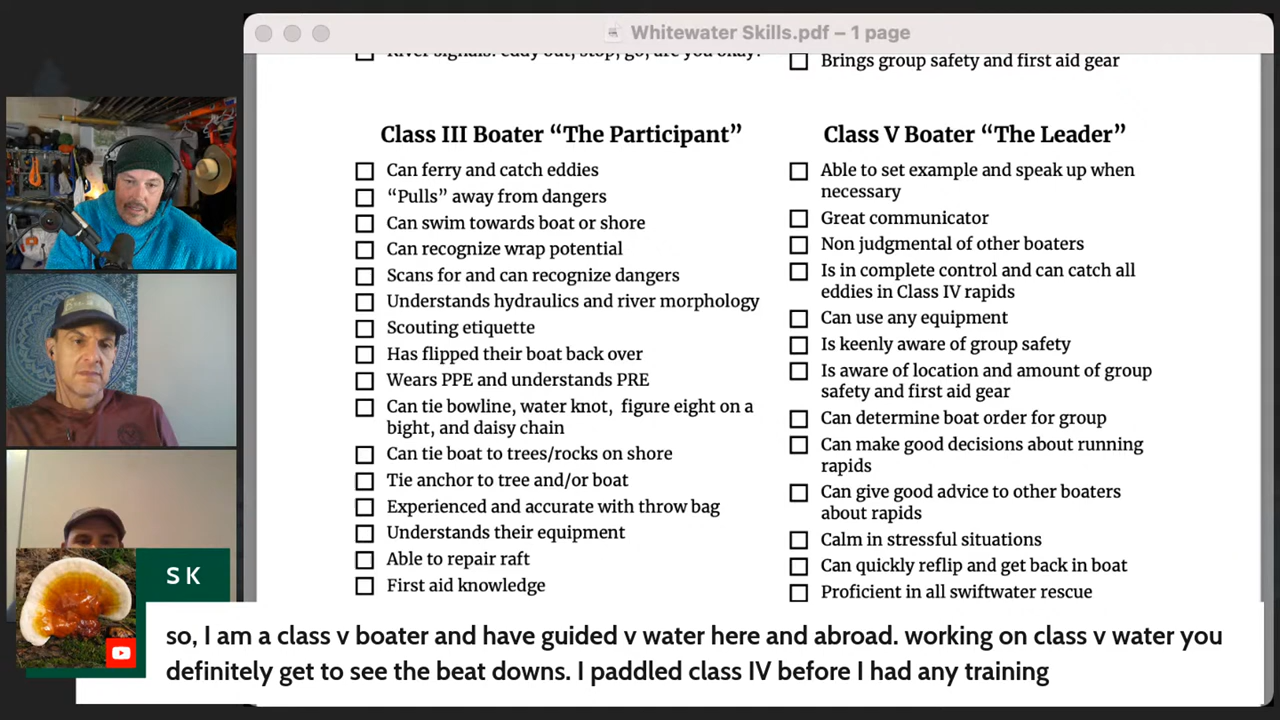 Whitewater Skills.pdf – 1 page
River signals: eddy out, stop, go, are you okay?
Class III Boater “The Participant”
Can ferry and catch eddies
“Pulls” away from dangers
Can swim towards boat or shore
Can recognize wrap potential
Scans for and can recognize dangers
Understands hydraulics and river morphology
Scouting etiquette
Has flipped their boat back over
Wears PPE and understands PRE
Can tie bowline, water knot, figure eight on a
bight, and daisy chain
Can tie boat to trees/rocks on shore
Tie anchor to tree and/or boat
Experienced and accurate with throw bag
Understands their equipment
Able to repair raft
First aid knowledge
Brings group safety and first aid gear
Class V Boater “The Leader”
Able to set example and speak up when
necessary
Great communicator
Non judgmental of other boaters
Is in complete control and can catch all
eddies in Class IV rapids
Can use any equipment
Is keenly aware of group safety
Is aware of location and amount of group
safety and first aid gear
Can determine boat order for group
Can make good decisions about running
rapids
Can give good advice to other boaters
about rapids
Calm in stressful situations
Can quickly reflip and get back in boat
Proficient in all swiftwater rescue
S K
so, I am a class v boater and have guided v water here and abroad. working on class v water you
definitely get to see the beat downs. I paddled class IV before I had any training